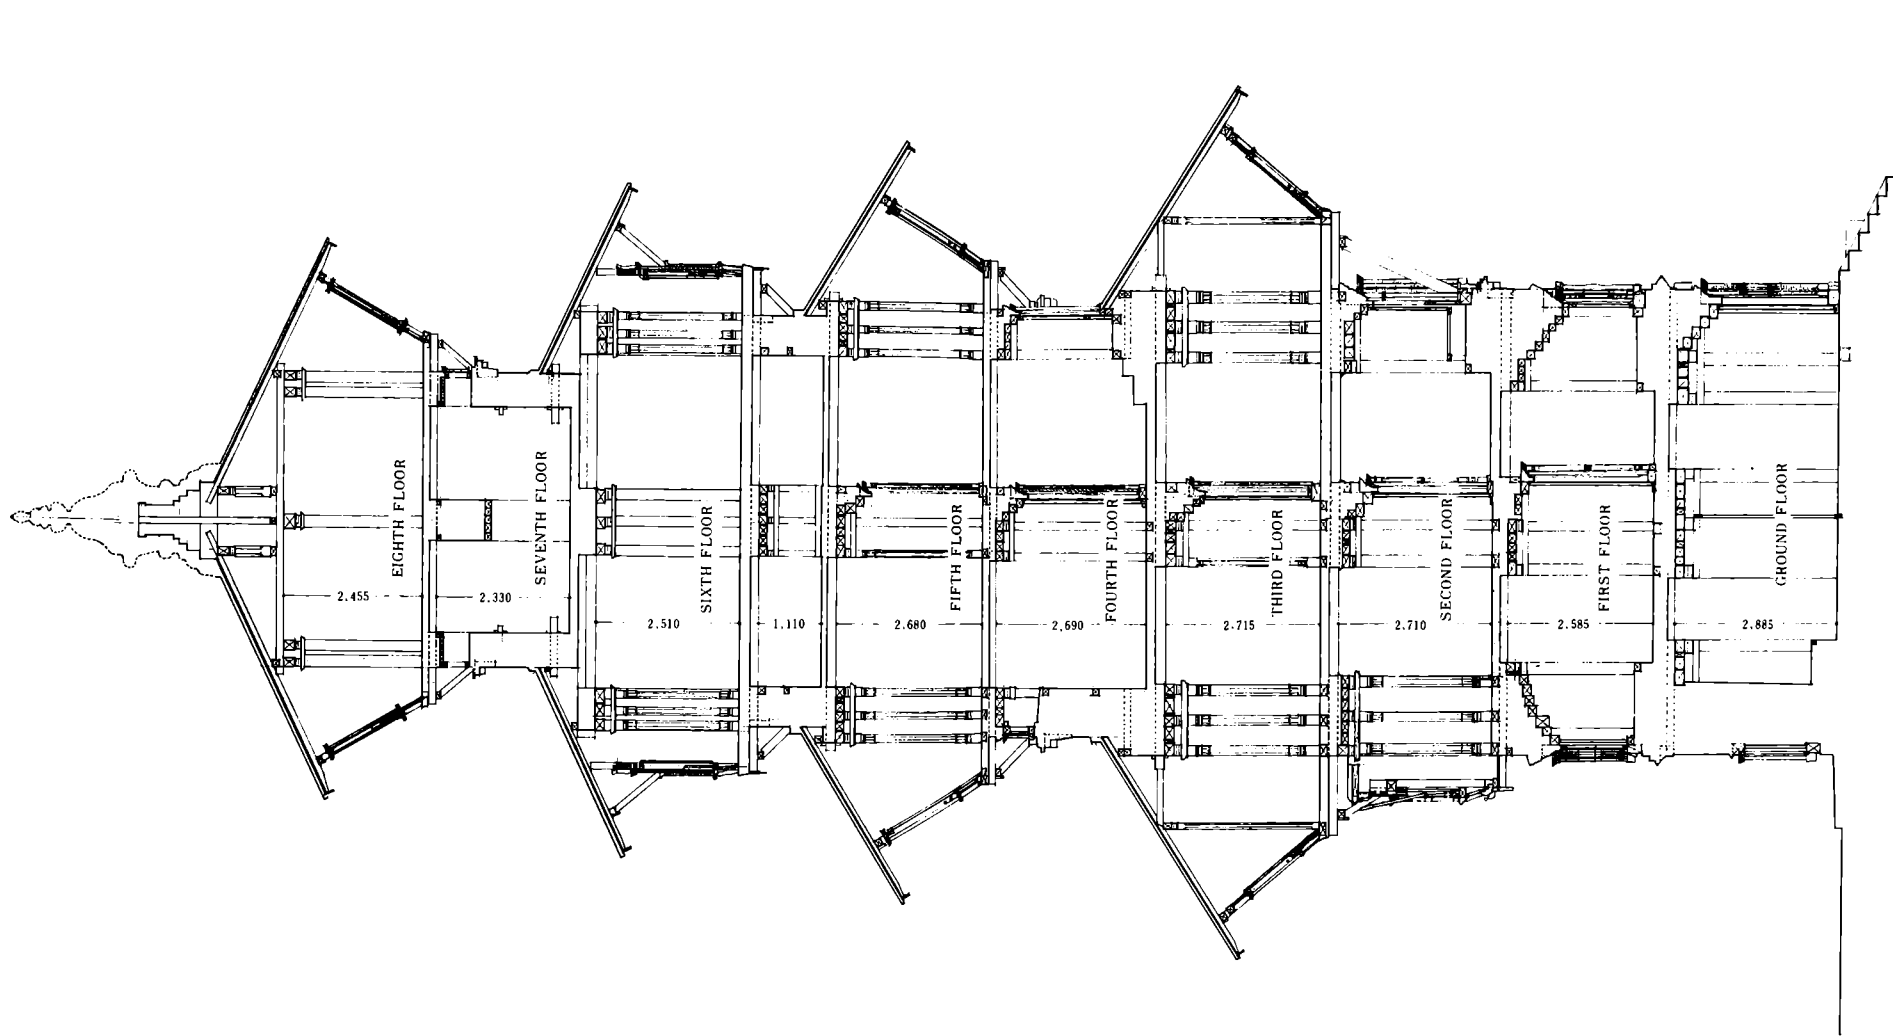 EIGHTH FLOOR
2.455
SEVENTH FLOOR
2.330
SIXTH FLOOR
2.510
1.110
FIFTH FLOOR
2.680
FOURTH FLOOR
2.690
THIRD FLOOR
2.715
SECOND FLOOR
2.710
FIRST FLOOR
2.585
GROUND FLOOR
2.885